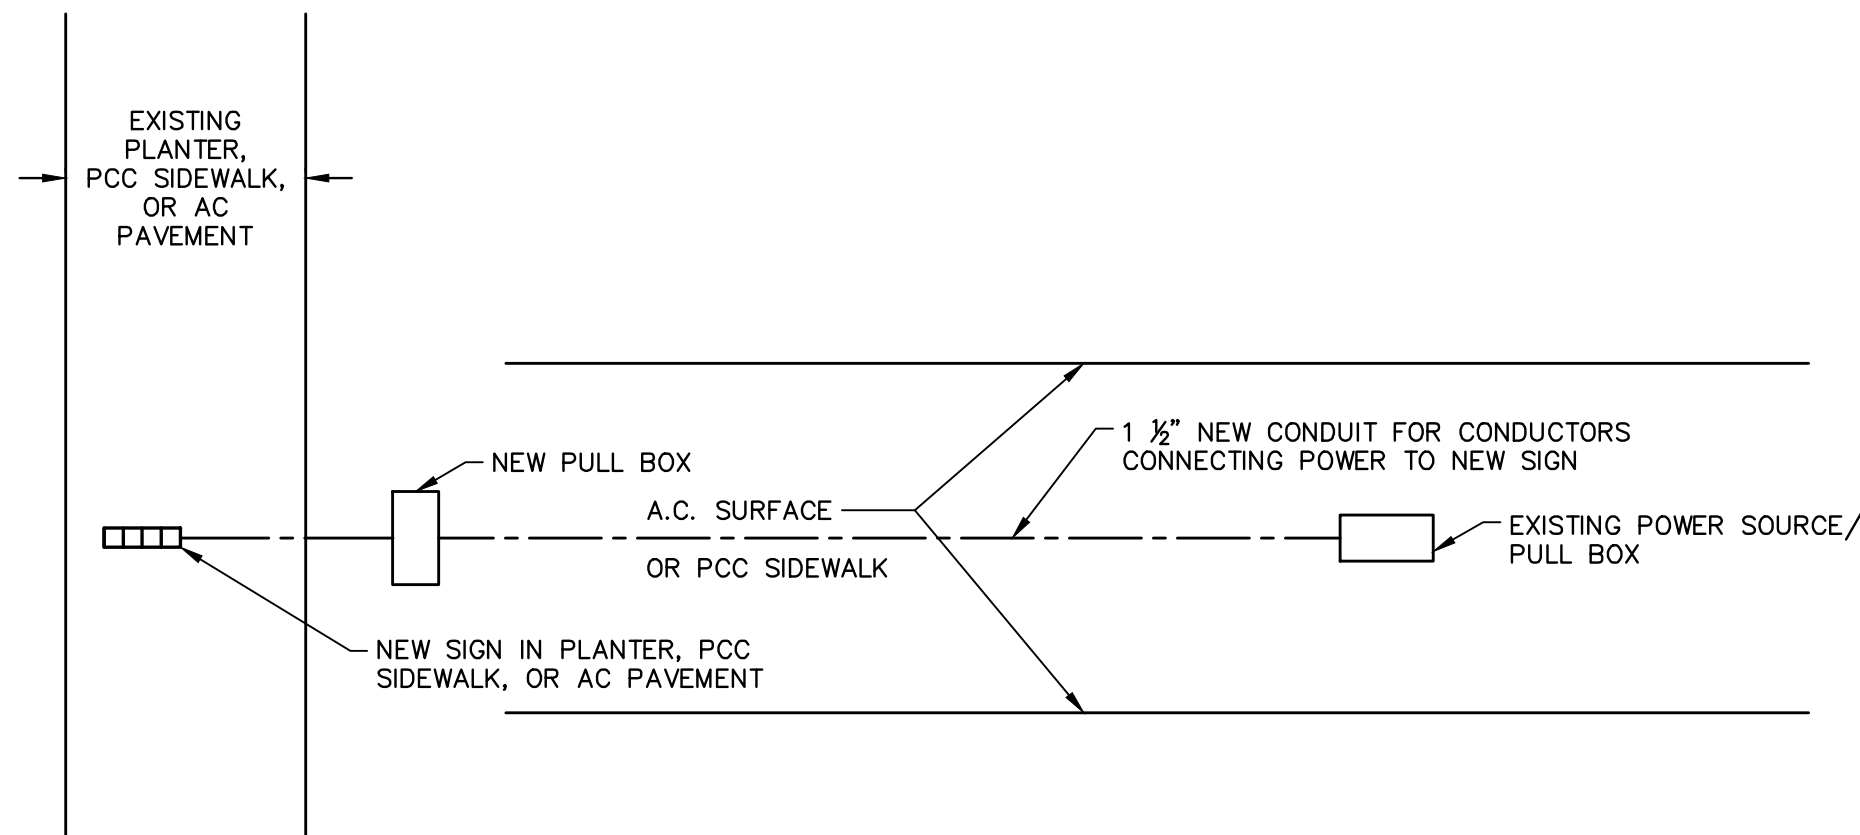 EXISTING
PLANTER,
PCC SIDEWALK,
OR AC
PAVEMENT
1 ½" NEW CONDUIT FOR CONDUCTORS
CONNECTING POWER TO NEW SIGN
NEW PULL BOX
A.C. SURFACE
OR PCC SIDEWALK
EXISTING POWER SOURCE/
PULL BOX
NEW SIGN IN PLANTER, PCC
SIDEWALK, OR AC PAVEMENT